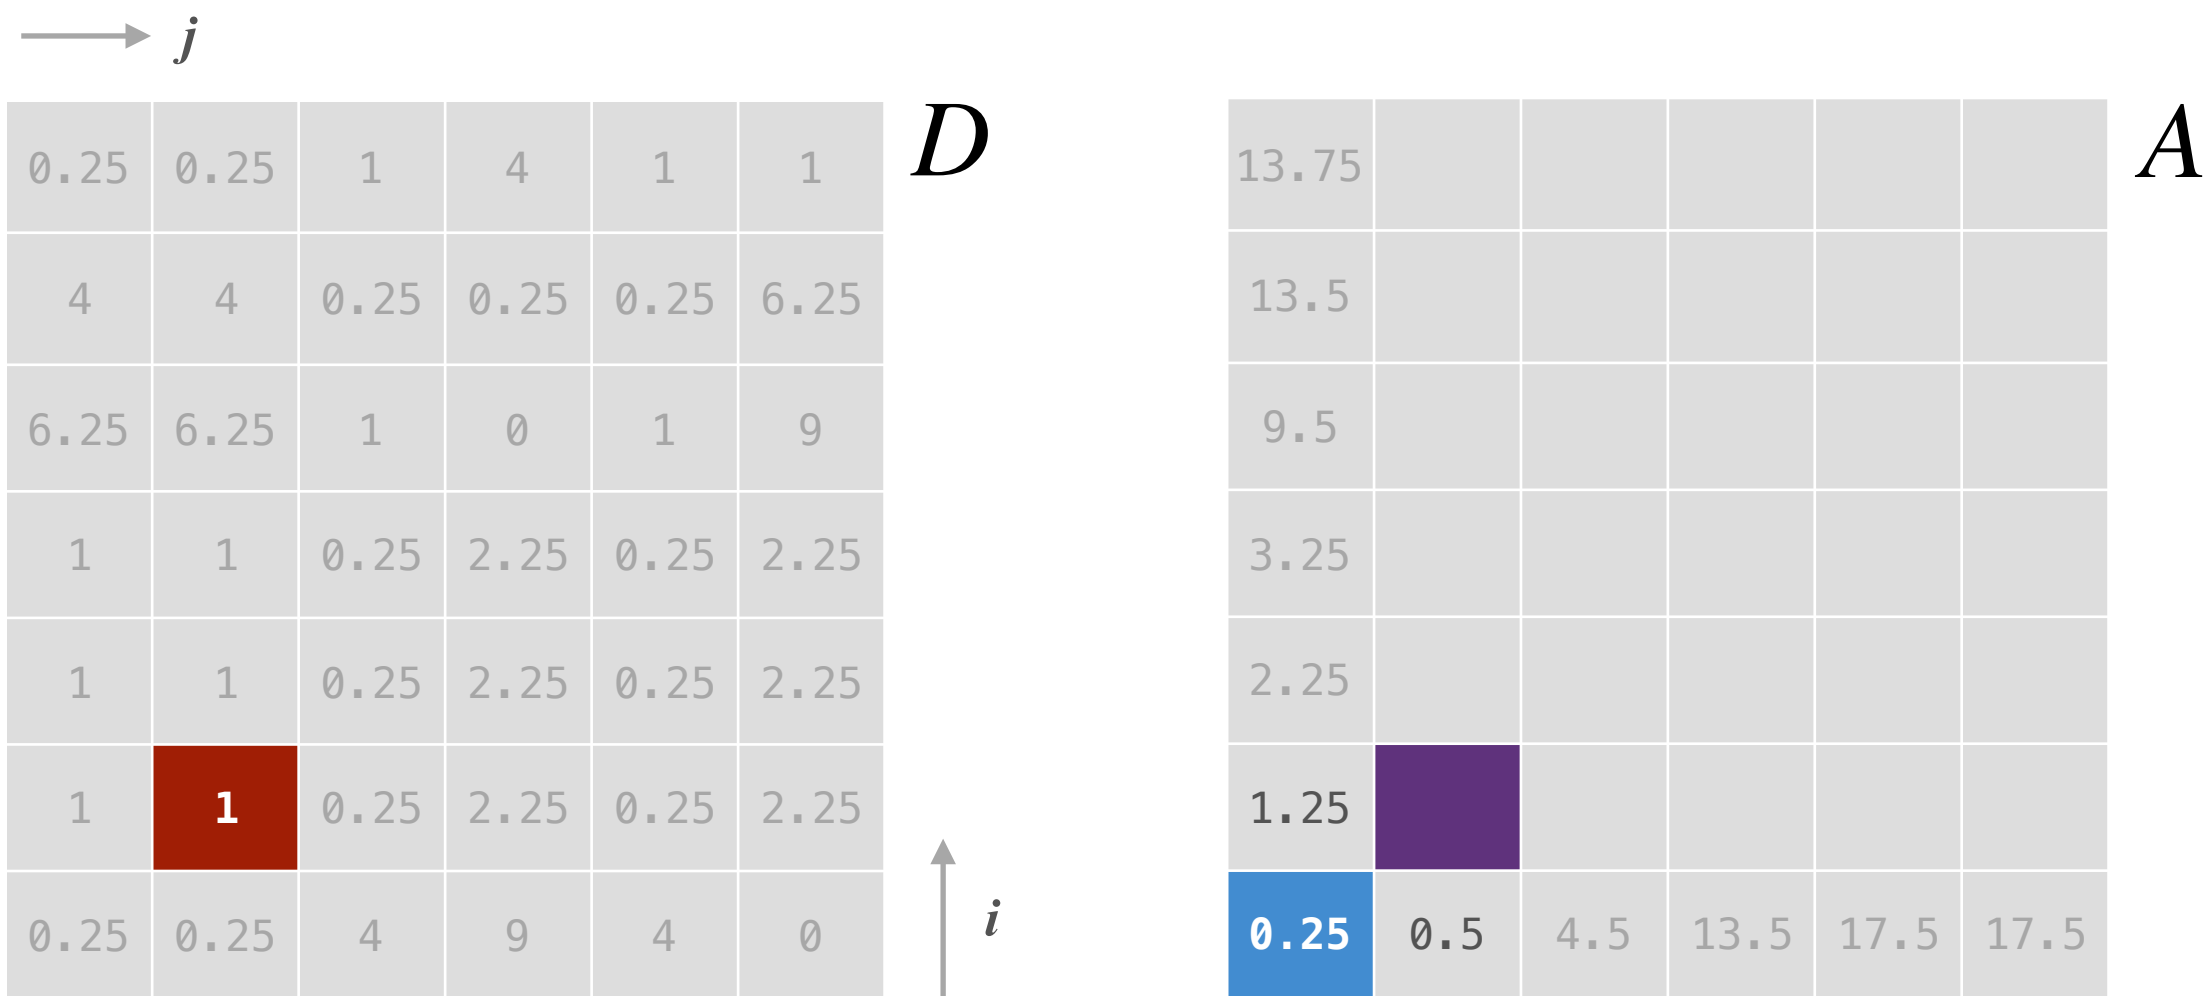 j
0.25 0.25 1 4 1 1 D 13.75 A
4 4 0.25 0.25 0.25 6.25 13.5
6.25 6.25 1 0 1 9 9.5
1 1 0.25 2.25 0.25 2.25 3.25
1 1 0.25 2.25 0.25 2.25 2.25
1 1 0.25 2.25 0.25 2.25 1.25
0.25 0.25 4 9 4 0 i 0.25 0.5 4.5 13.5 17.5 17.5